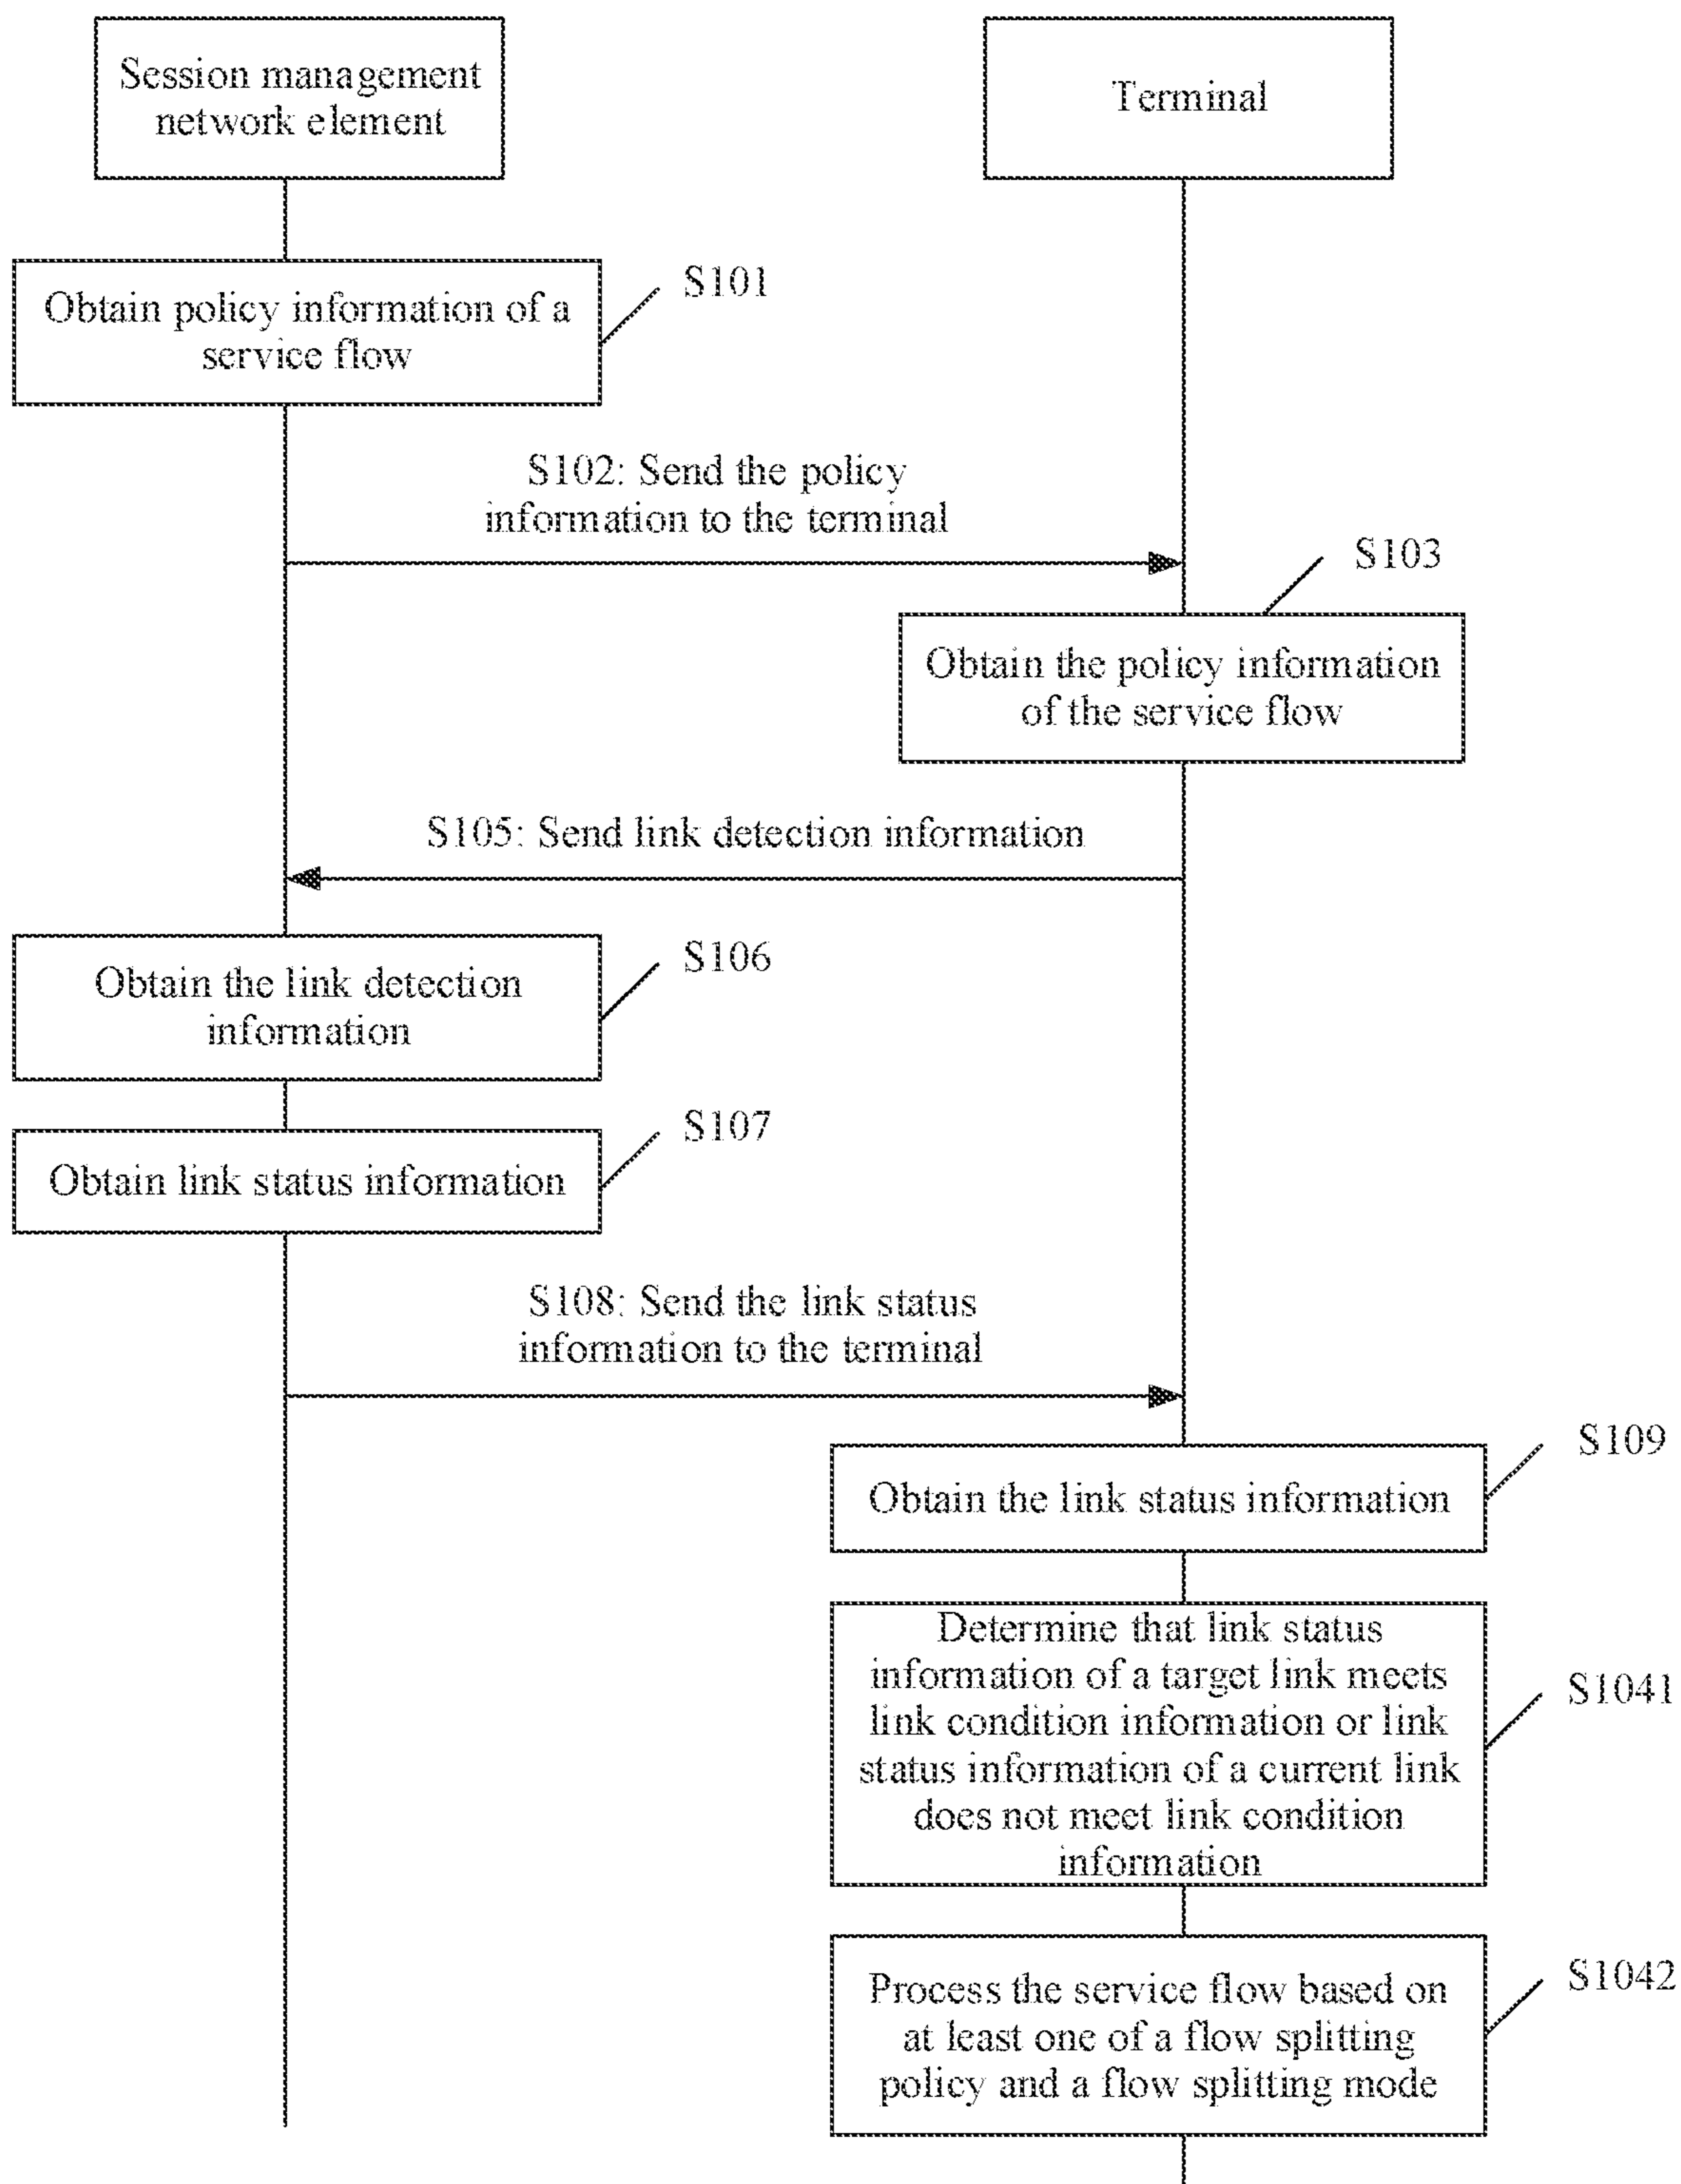 Session management
network element
Terminal
Obtain policy information of a
service flow
S101
S102: Send the policy
information to the terminal
S103
Obtain the policy information
of the service flow
S105: Send link detection information
Obtain the link detection
information
S106
Obtain link status information
S107
S108: Send the link status
information to the terminal
S109
Obtain the link status information
Determine that link status
information of a target link meets
link condition information or link
status information of a current link
does not meet link condition
information
S1041
Process the service flow based on
at least one of a flow splitting
policy and a flow splitting mode
S1042